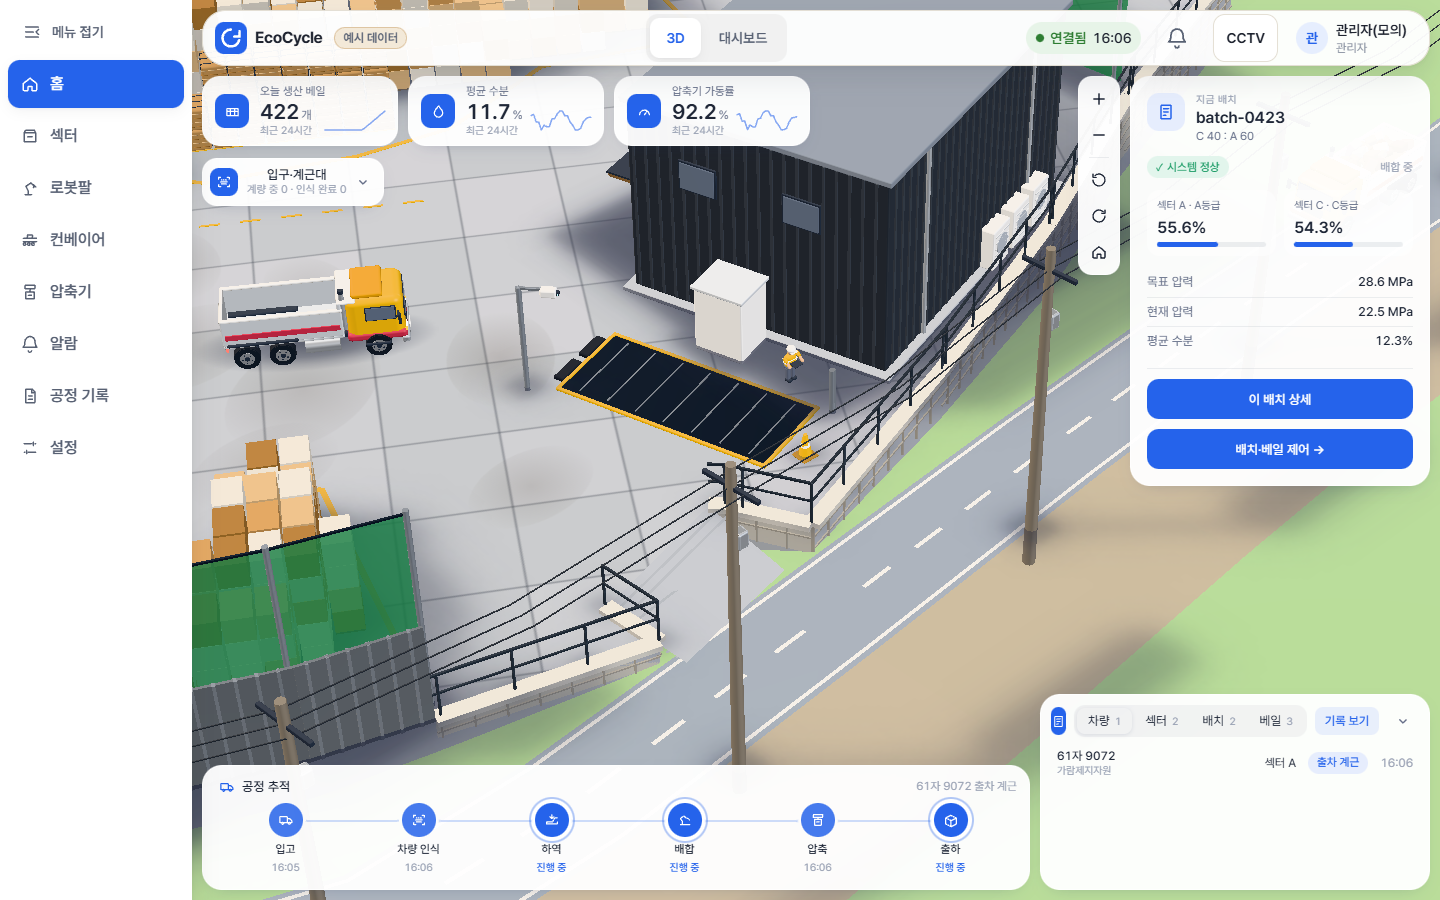 메뉴 접기
홈
섹터
로봇팔
컨베이어
압축기
알람
공정 기록
설정
EcoCycle
예시 데이터
3D
대시보드
연결됨 16:06
CCTV
관
관리자(모의)
관리자
오늘 생산 베일
422개
최근 24시간
평균 수분
11.7%
최근 24시간
압축기 가동률
92.2%
최근 24시간
입구·계근대
계량 중 0 · 인식 완료 0
지금 배치
batch-0423
C 40 : A 60
✓ 시스템 정상
배합 중
섹터 A · A등급
55.6%
섹터 C · C등급
54.3%
목표 압력 28.6 MPa
현재 압력 22.5 MPa
평균 수분 12.3%
이 배치 상세
배치·베일 제어 →
공정 추적
61자 9072 출차 계근
입고
16:05
차량 인식
16:06
하역
진행 중
배합
진행 중
압축
16:06
출하
진행 중
차량 1
섹터 2
배치 2
베일 3
기록 보기
61자 9072
가람제지자원
섹터 A
출차 계근
16:06